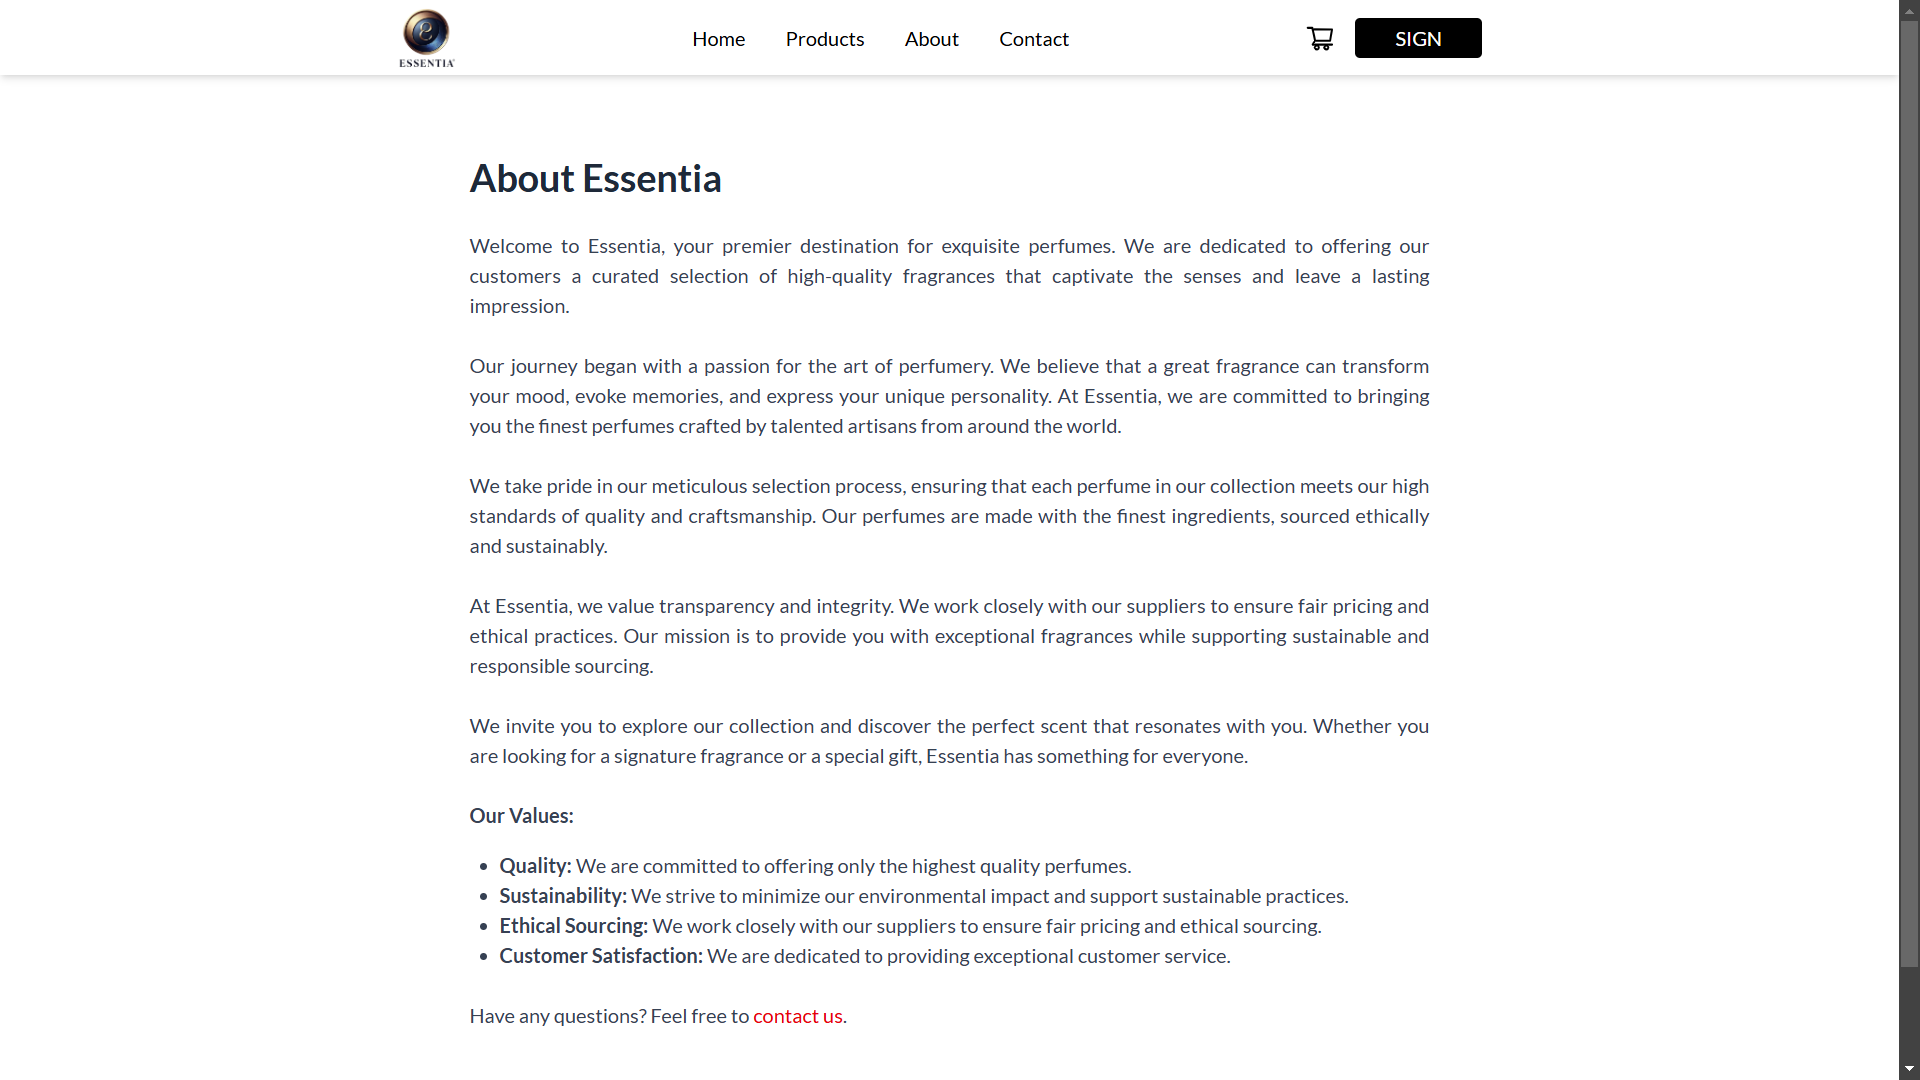 ESSENTIA
Home
Products
About
Contact
SIGN
About Essentia
Welcome to Essentia, your premier destination for exquisite perfumes. We are dedicated to offering our
customers a curated selection of high-quality fragrances that captivate the senses and leave a lasting
impression.
Our journey began with a passion for the art of perfumery. We believe that a great fragrance can transform
your mood, evoke memories, and express your unique personality. At Essentia, we are committed to bringing
you the finest perfumes crafted by talented artisans from around the world.
We take pride in our meticulous selection process, ensuring that each perfume in our collection meets our high
standards of quality and craftsmanship. Our perfumes are made with the finest ingredients, sourced ethically
and sustainably.
At Essentia, we value transparency and integrity. We work closely with our suppliers to ensure fair pricing and
ethical practices. Our mission is to provide you with exceptional fragrances while supporting sustainable and
responsible sourcing.
We invite you to explore our collection and discover the perfect scent that resonates with you. Whether you
are looking for a signature fragrance or a special gift, Essentia has something for everyone.
Our Values:
• Quality: We are committed to offering only the highest quality perfumes.
• Sustainability: We strive to minimize our environmental impact and support sustainable practices.
• Ethical Sourcing: We work closely with our suppliers to ensure fair pricing and ethical sourcing.
• Customer Satisfaction: We are dedicated to providing exceptional customer service.
Have any questions? Feel free to contact us.